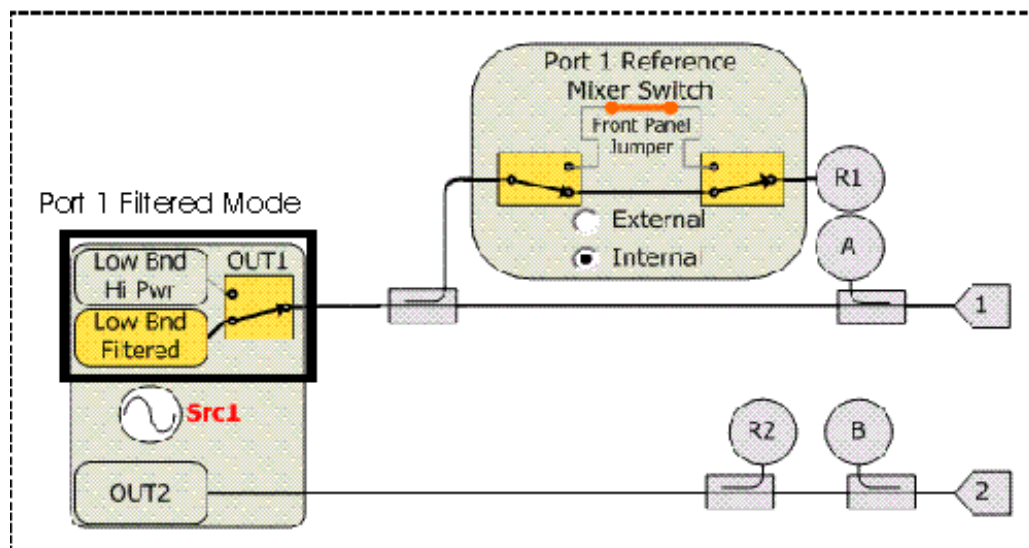 Port 1 Reference
Mixer Switch
Front Panel
Jumper
R1
External
Internal
A
Port 1 Filtered Mode
Low Bnd
Hi Pwr
OUT1
Low Bnd
Filtered
1
Src1
R2
B
OUT2
2